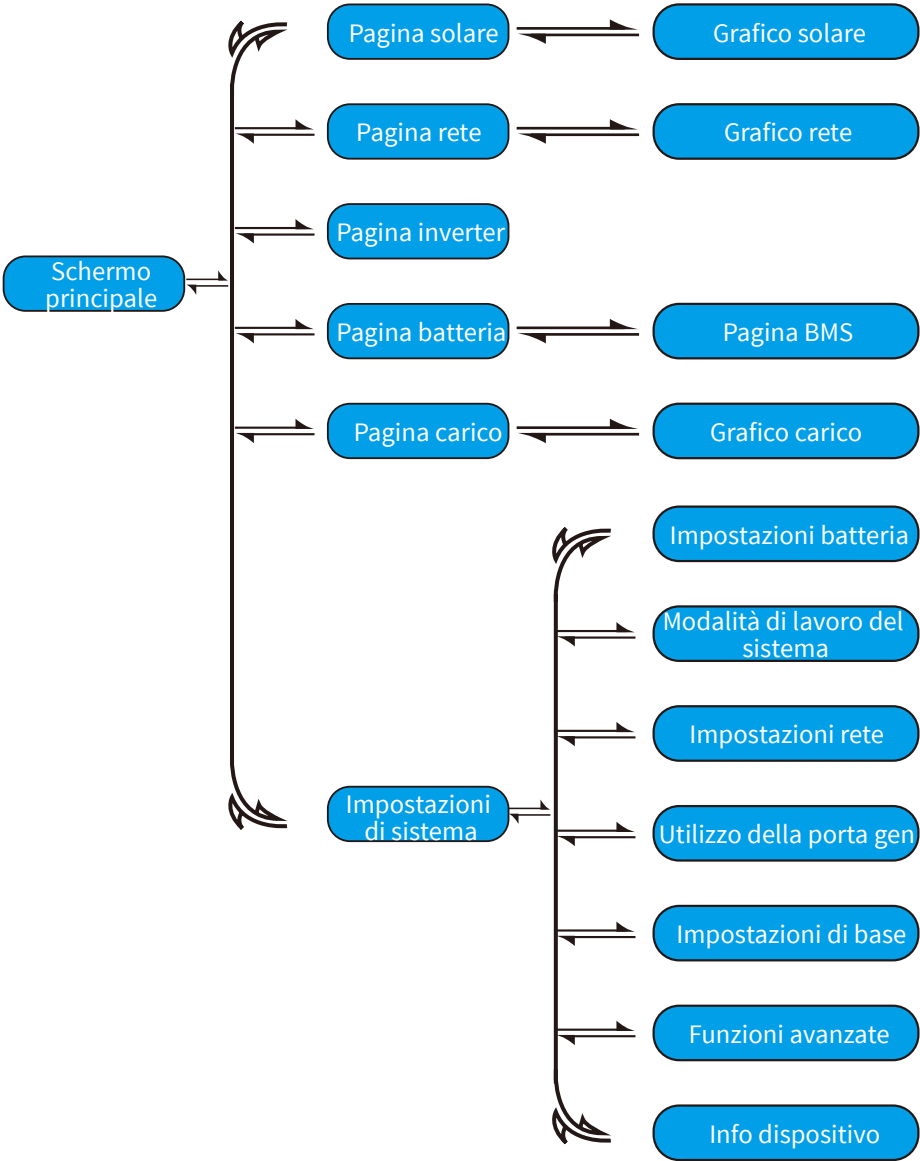 Pagina solare
Grafico solare
Pagina rete
Grafico rete
Pagina inverter
Schermo
principale
Pagina batteria
Pagina BMS
Pagina carico
Grafico carico
Impostazioni batteria
Modalità di lavoro del
sistema
Impostazioni rete
Impostazioni
di sistema
Utilizzo della porta gen
Impostazioni di base
Funzioni avanzate
Info dispositivo